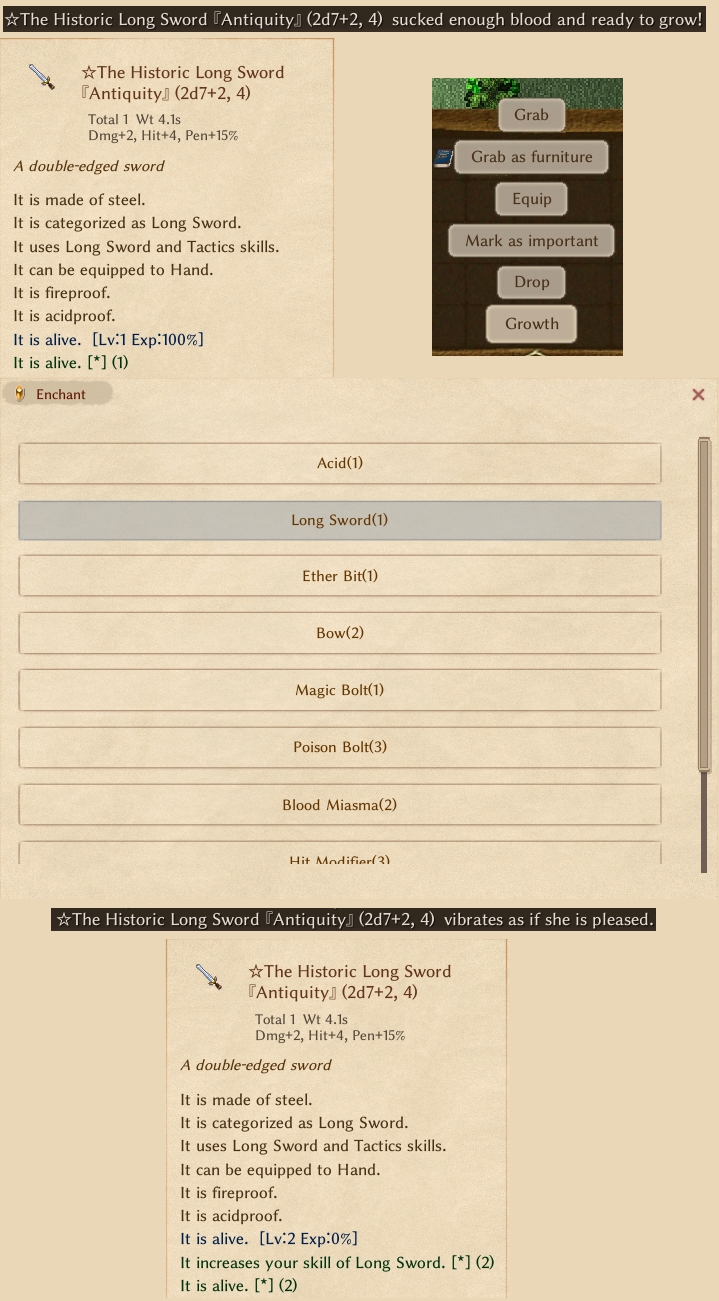 ☆The Historic Long Sword『Antiquity』(2d7+2, 4) sucked enough blood and ready to grow!
☆The Historic Long Sword
『Antiquity』(2d7+2, 4)
Total 1 Wt 4.1s
Dmg+2, Hit+4, Pen+15%
A double-edged sword
It is made of steel.
It is categorized as Long Sword.
It uses Long Sword and Tactics skills.
It can be equipped to Hand.
It is fireproof.
It is acidproof.
It is alive. [Lv:1 Exp:100%]
It is alive. [*] (1)
Grab
Grab as furniture
Equip
Mark as important
Drop
Growth
Enchant
Acid(1)
Long Sword(1)
Ether Bit(1)
Bow(2)
Magic Bolt(1)
Poison Bolt(3)
Blood Miasma(2)
Hit Modifier(3)
☆The Historic Long Sword『Antiquity』(2d7+2, 4) vibrates as if she is pleased.
☆The Historic Long Sword
『Antiquity』(2d7+2, 4)
Total 1 Wt 4.1s
Dmg+2, Hit+4, Pen+15%
A double-edged sword
It is made of steel.
It is categorized as Long Sword.
It uses Long Sword and Tactics skills.
It can be equipped to Hand.
It is fireproof.
It is acidproof.
It is alive. [Lv:2 Exp:0%]
It increases your skill of Long Sword. [*] (2)
It is alive. [*] (2)